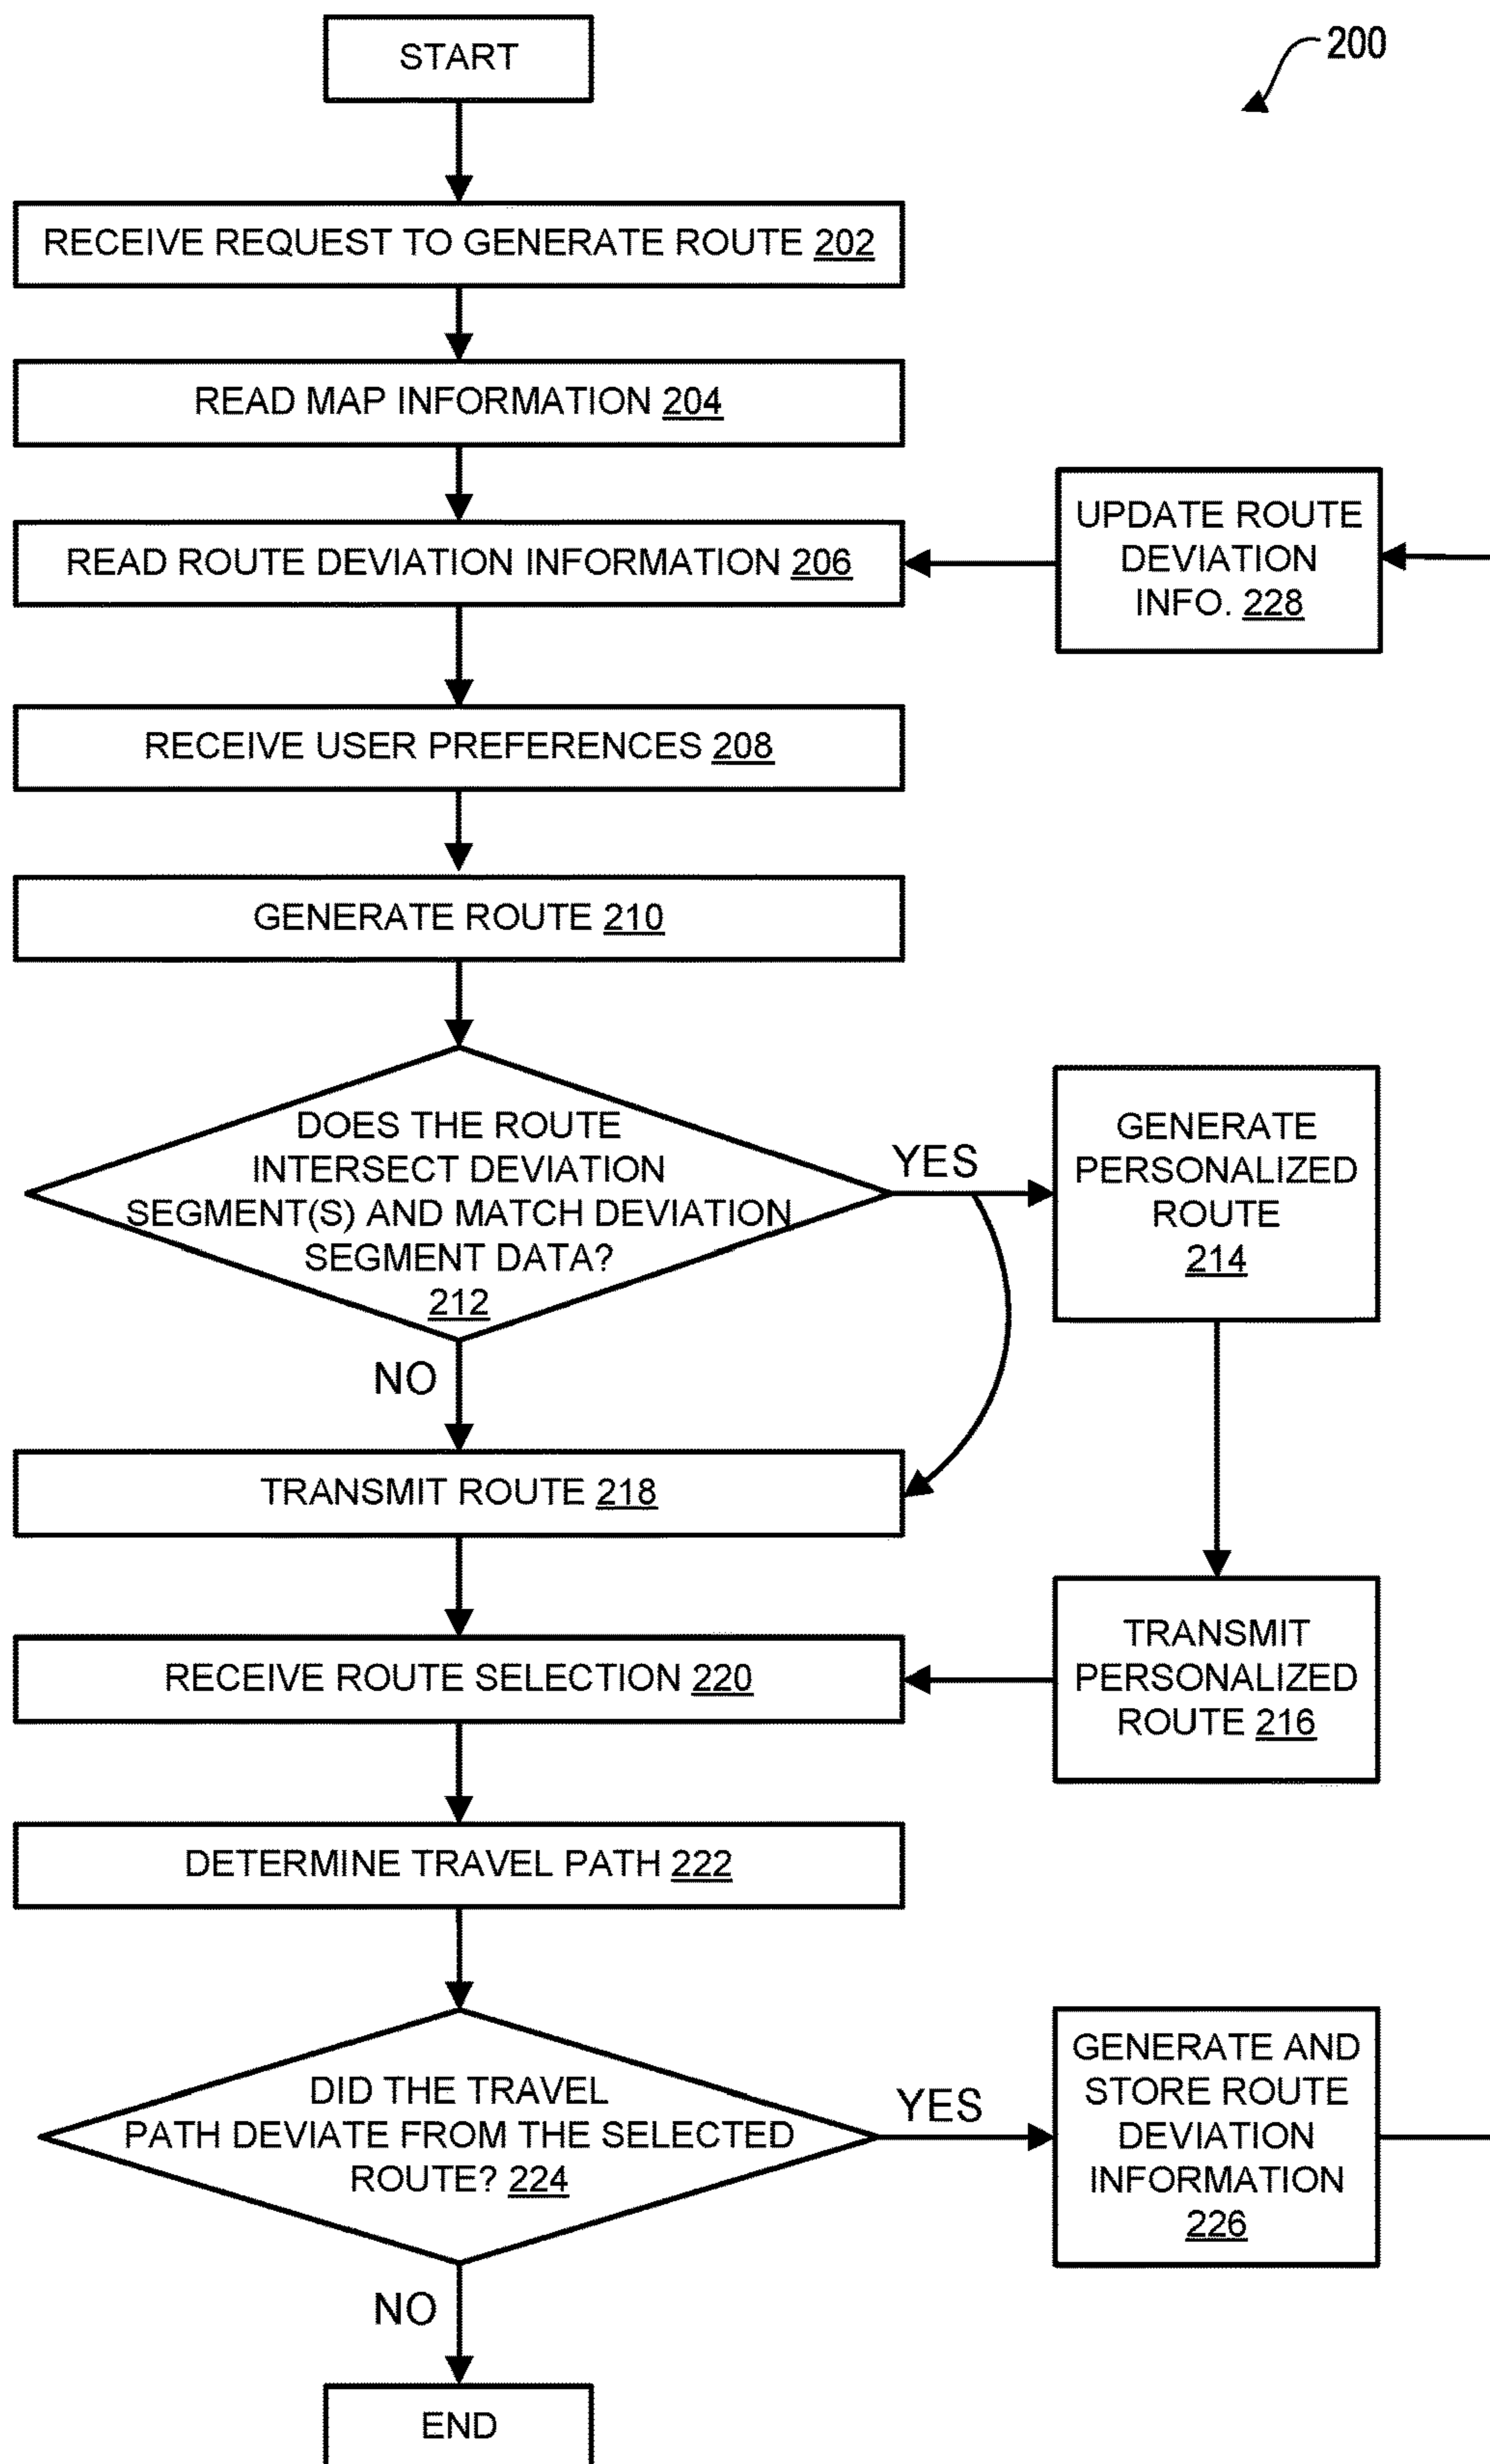 START
200
RECEIVE REQUEST TO GENERATE ROUTE 202
READ MAP INFORMATION 204
READ ROUTE DEVIATION INFORMATION 206
UPDATE ROUTE
DEVIATION
INFO. 228
RECEIVE USER PREFERENCES 208
GENERATE ROUTE 210
DOES THE ROUTE
INTERSECT DEVIATION
SEGMENT(S) AND MATCH DEVIATION
SEGMENT DATA?
212
YES
GENERATE
PERSONALIZED
ROUTE
214
NO
TRANSMIT ROUTE 218
TRANSMIT
PERSONALIZED
ROUTE 216
RECEIVE ROUTE SELECTION 220
DETERMINE TRAVEL PATH 222
DID THE TRAVEL
PATH DEVIATE FROM THE SELECTED
ROUTE? 224
YES
GENERATE AND
STORE ROUTE
DEVIATION
INFORMATION
226
NO
END